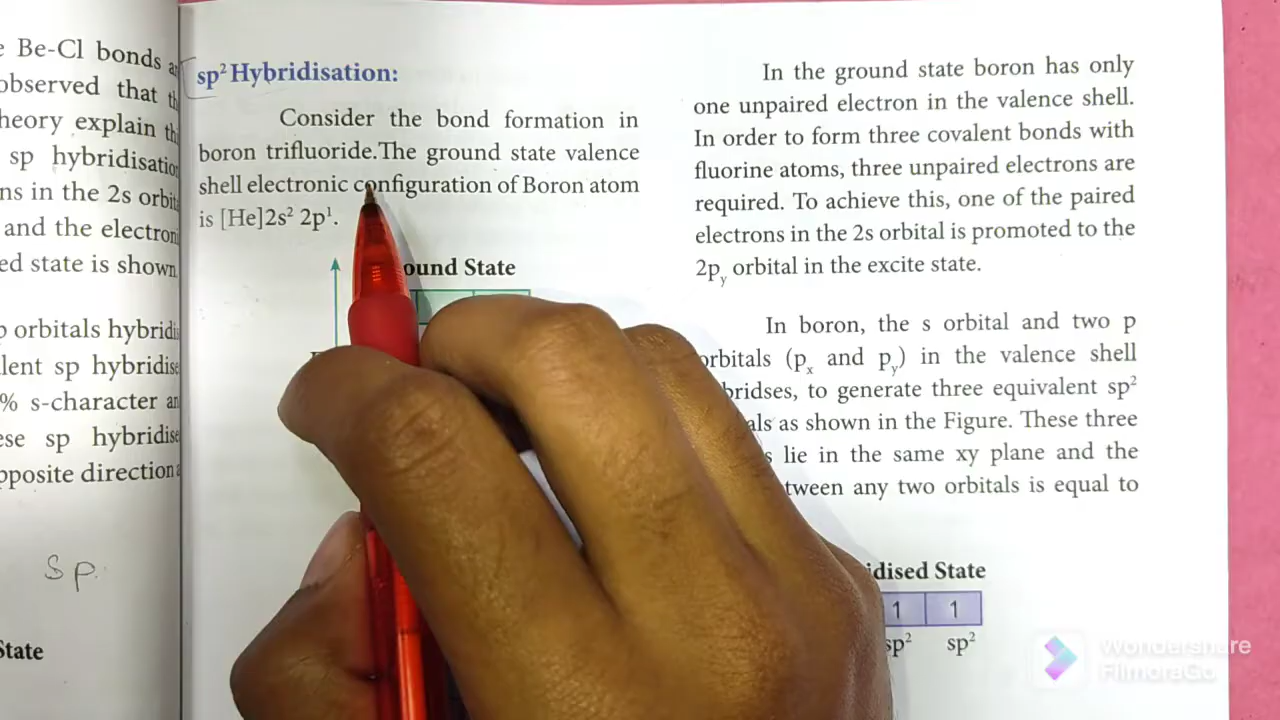 Be-Cl bonds
observed that
heory explain
sp hybridisation
ns in the 2s
and the
ed state is shown
orbitals
lent sp
% s-character
ese sp
pposite direction
sp
State
sp² Hybridisation:
Consider the bond formation in
boron trifluoride.The ground state valence
shell electronic configuration of Boron atom
is [He]2s² 2p¹.
ound State
In the ground state boron has only
one unpaired electron in the valence shell.
In order to form three covalent bonds with
fluorine atoms, three unpaired electrons are
required. To achieve this, one of the paired
electrons in the 2s orbital is promoted to the
2pᵧ orbital in the excite state.
In boron, the s orbital and two p
orbitals (pₓ and pᵧ) in the valence shell
bridses, to generate three equivalent sp²
als as shown in the Figure. These three
s lie in the same xy plane and the
tween any two orbitals is equal to
idised State
1 1
sp² sp²
Wondershare
FilmoraGo